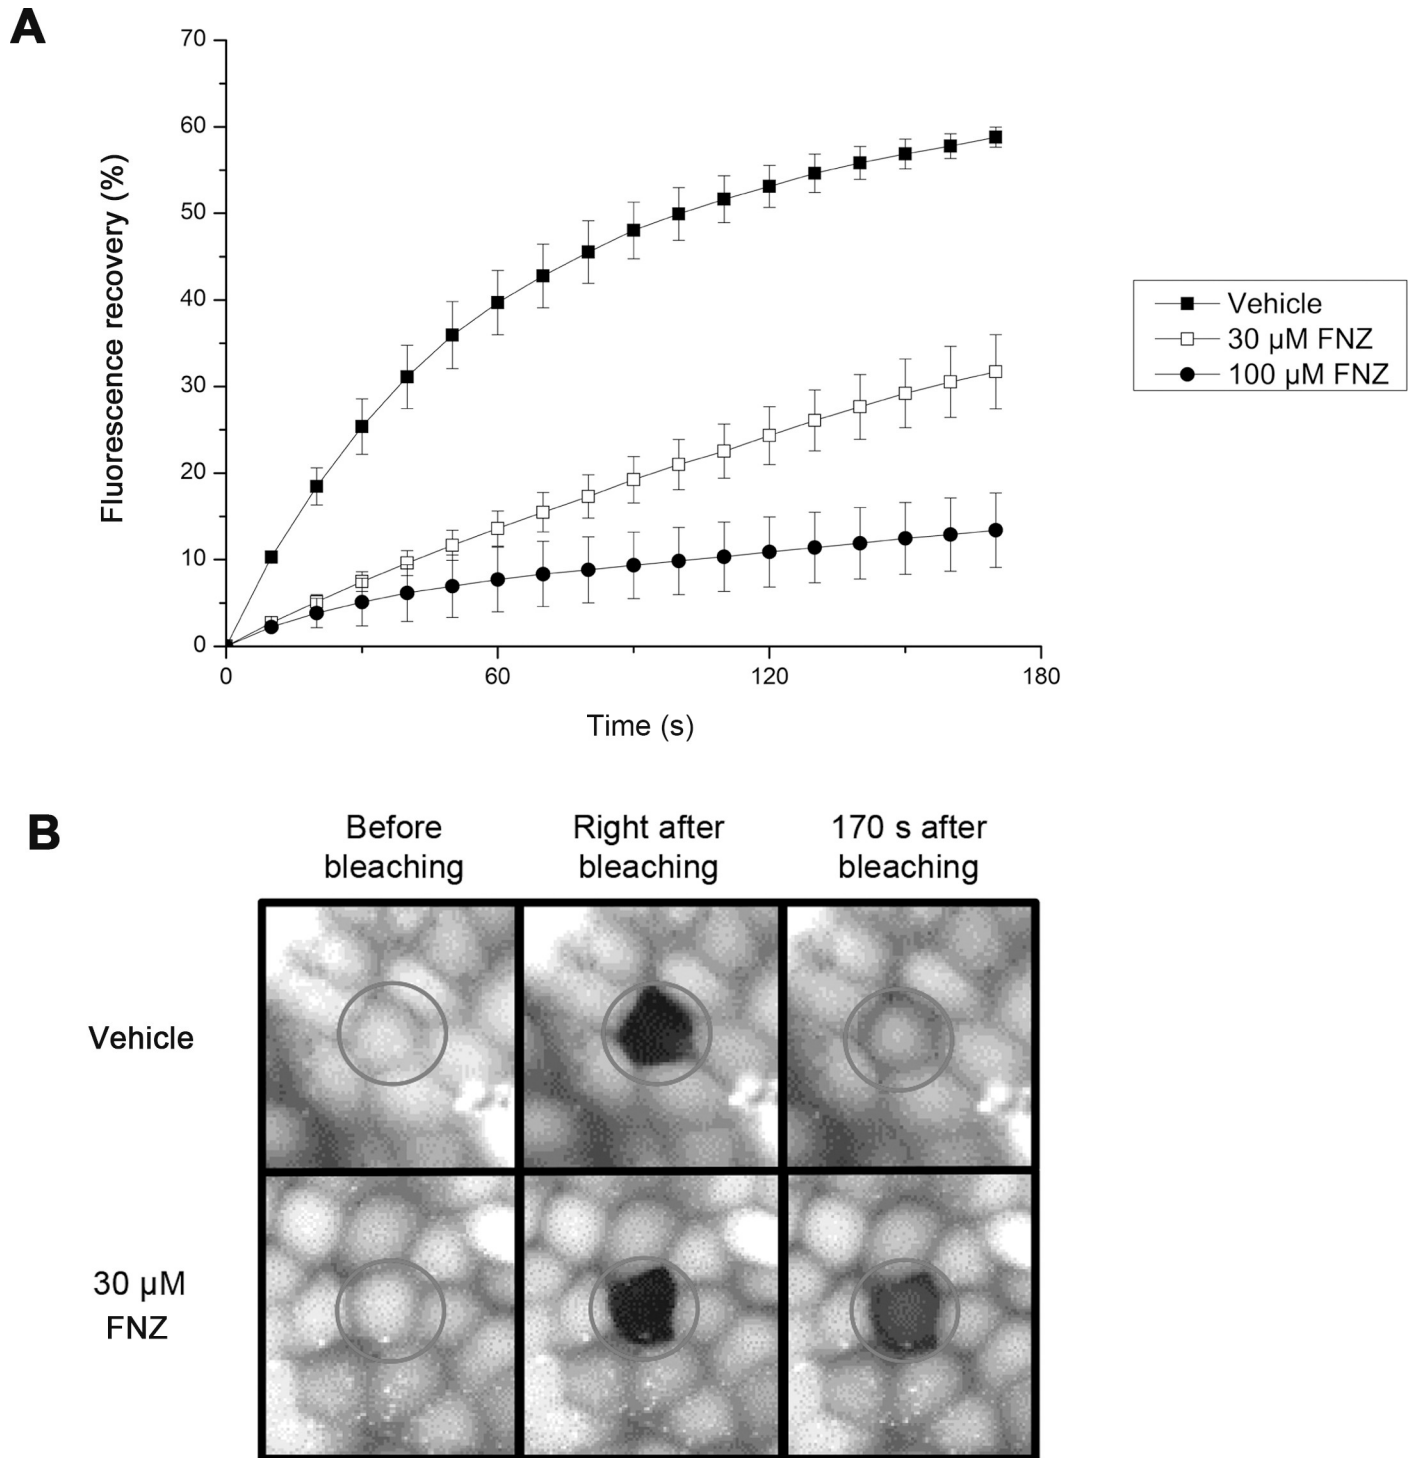 A
70
60
50
40
30
20
10
0
Fluorescence recovery (%)
0 60 120 180
Time (s)
Vehicle
30 µM FNZ
100 µM FNZ
B
Before
bleaching
Right after
bleaching
170 s after
bleaching
Vehicle
30 µM
FNZ